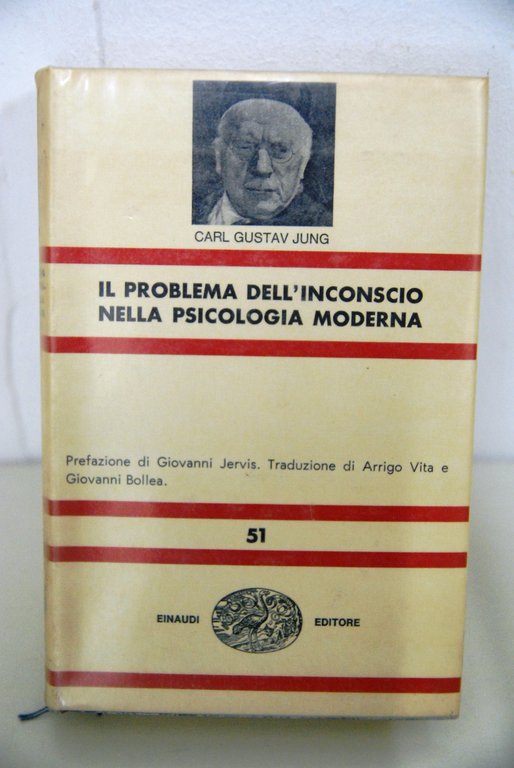 CARL GUSTAV JUNG
IL PROBLEMA DELL'INCONSCIO
NELLA PSICOLOGIA MODERNA
Prefazione di Giovanni Jervis. Traduzione di Arrigo Vita e
Giovanni Bollea.
51
EINAUDI EDITORE